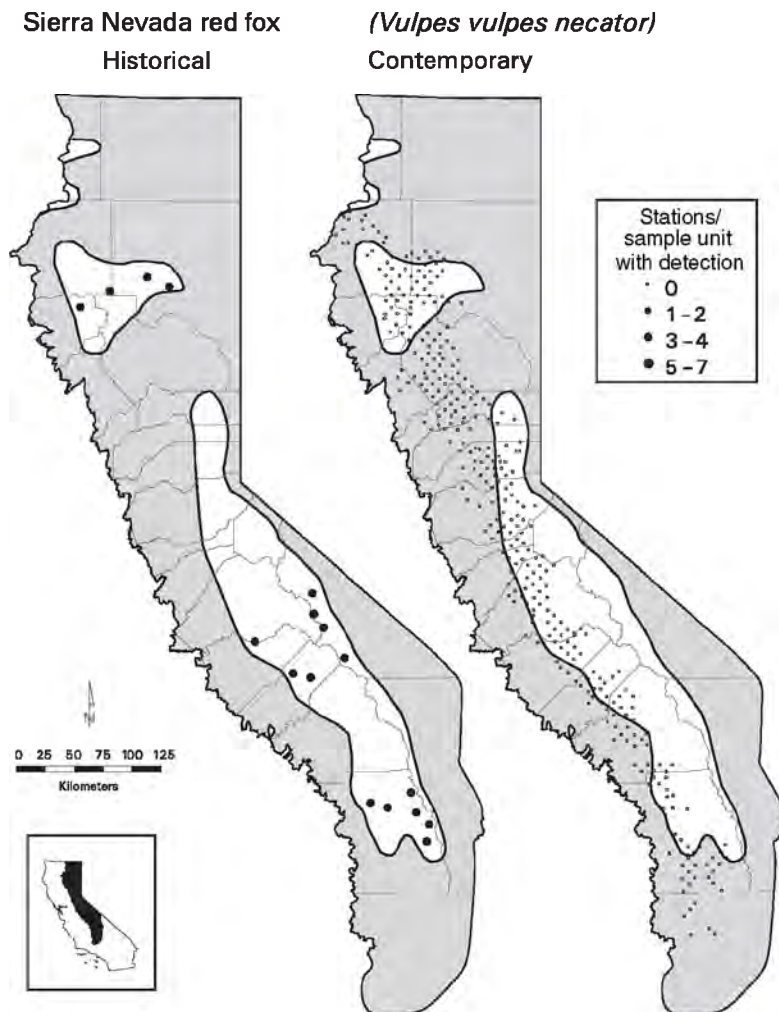 Sierra Nevada red fox (Vulpes vulpes necator)
Historical Contemporary
Stations/
sample unit
with detection
0
1-2
3-4
5-7
N
0 25 50 75 100 125
Kilometers